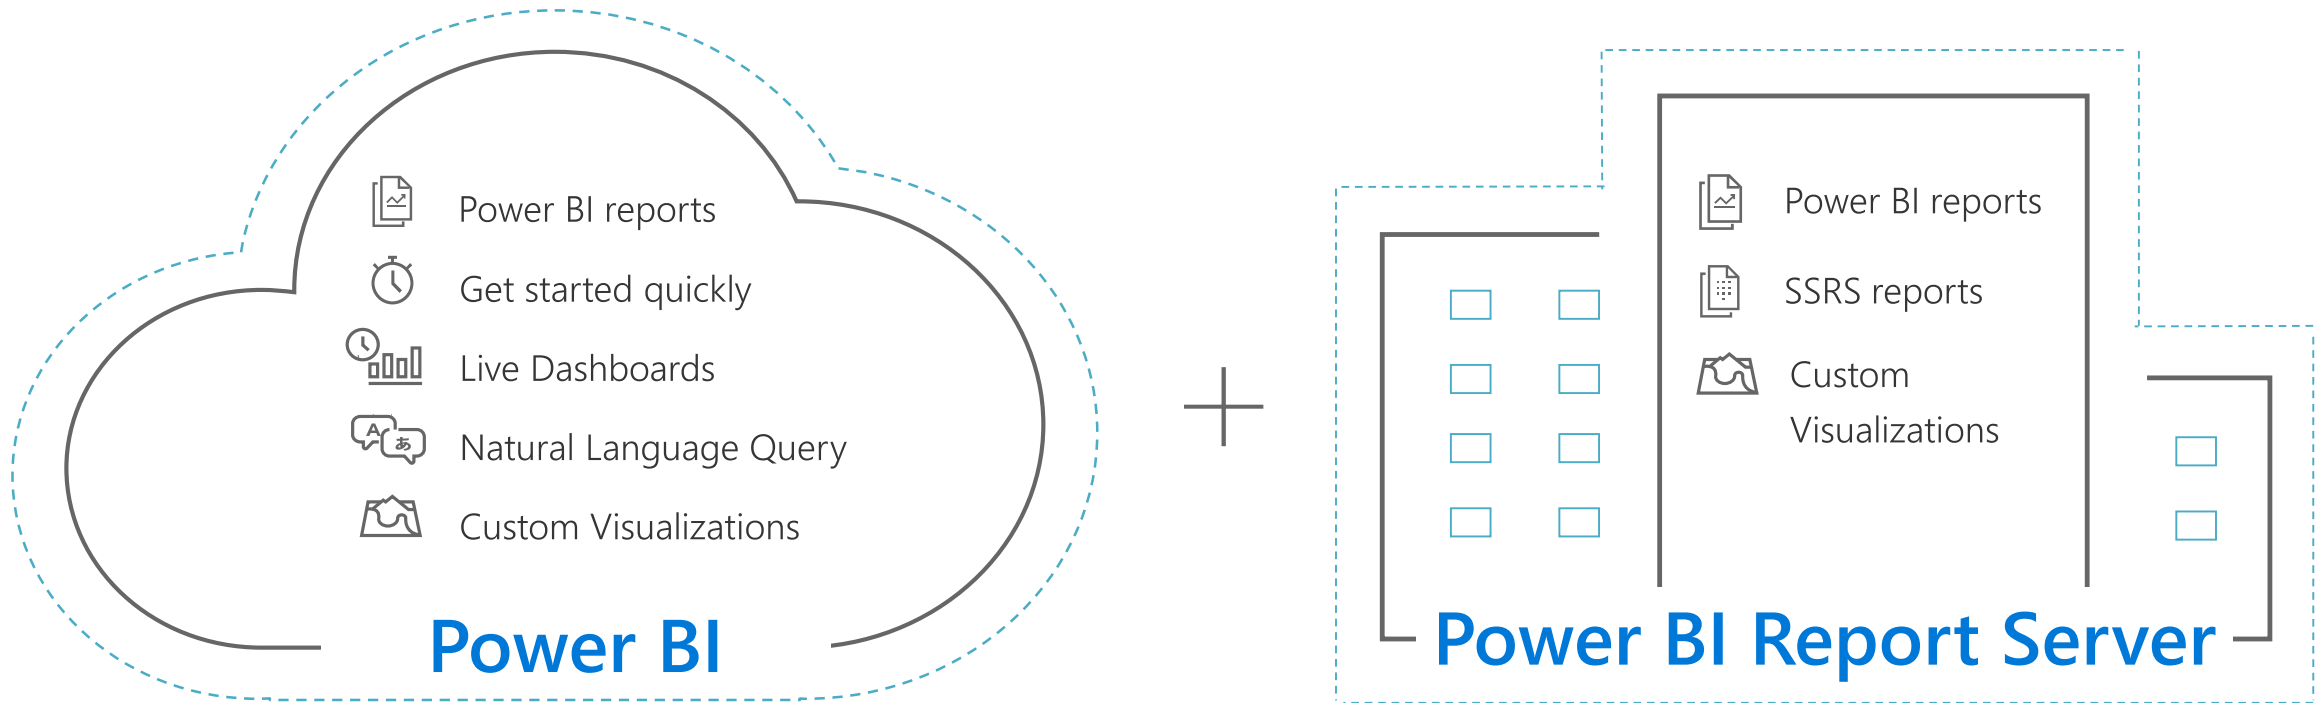 Power BI reports
Get started quickly
Live Dashboards
A あ
Natural Language Query
Custom Visualizations
Power BI
Power BI reports
SSRS reports
Custom
Visualizations
Power BI Report Server